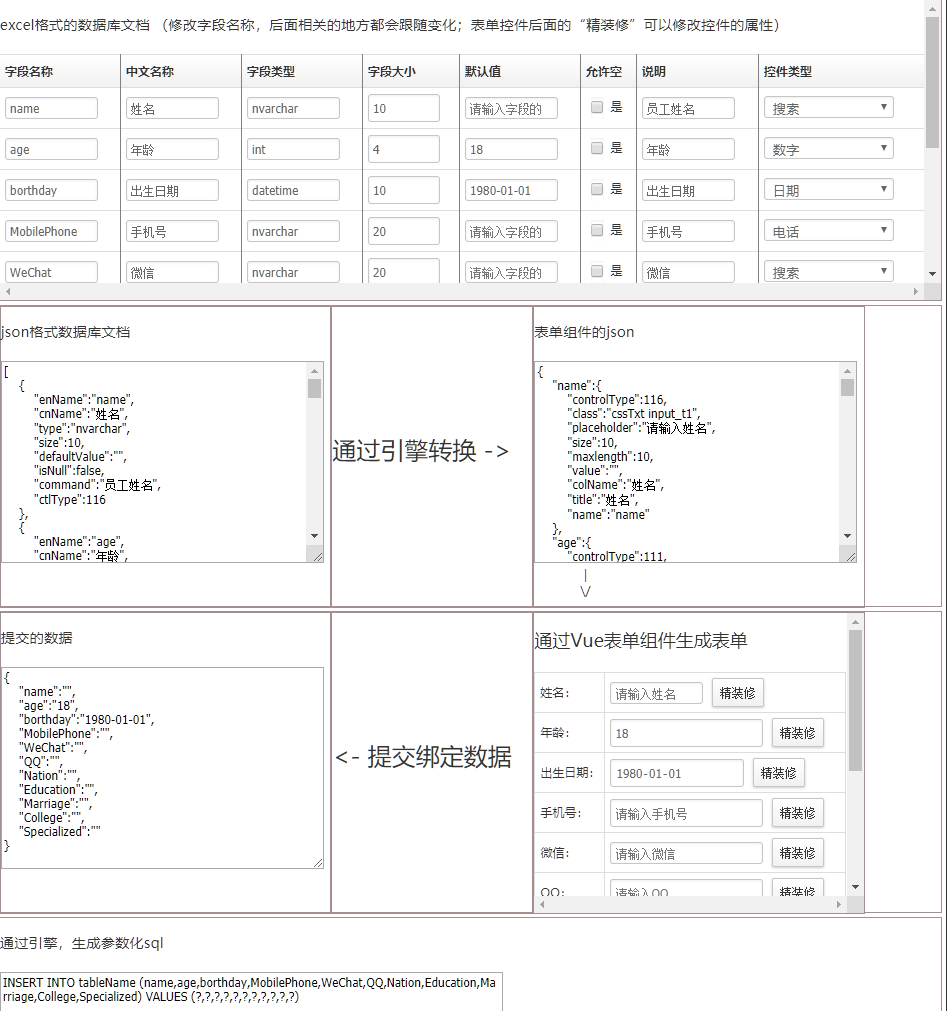 excel格式的数据库文档 （修改字段名称，后面相关的地方都会跟随变化；表单控件后面的“精装修”可以修改控件的属性）
字段名称 中文名称 字段类型 字段大小 默认值 允许空 说明 控件类型
name 姓名 nvarchar 10 请输入字段的 是 员工姓名 搜索
age 年龄 int 4 18 是 年龄 数字
borthday 出生日期 datetime 10 1980-01-01 是 出生日期 日期
MobilePhone 手机号 nvarchar 20 请输入字段的 是 手机号 电话
WeChat 微信 nvarchar 20 请输入字段的 是 微信 搜索
json格式数据库文档
[
{
"enName":"name",
"cnName":"姓名",
"type":"nvarchar",
"size":10,
"defaultValue":"",
"isNull":false,
"command":"员工姓名",
"ctlType":116
},
{
"enName":"age",
"cnName":"年龄",
通过引擎转换 ->
表单组件的json
{
"name":{
"controlType":116,
"class":"cssTxt input_t1",
"placeholder":"请输入姓名",
"size":10,
"maxlength":10,
"value":"",
"colName":"姓名",
"title":"姓名",
"name":"name"
},
"age":{
"controlType":111,
|
\/
提交的数据
{
"name":"",
"age":"18",
"borthday":"1980-01-01",
"MobilePhone":"",
"WeChat":"",
"QQ":"",
"Nation":"",
"Education":"",
"Marriage":"",
"College":"",
"Specialized":""
}
<- 提交绑定数据
通过Vue表单组件生成表单
姓名： 请输入姓名 精装修
年龄： 18 精装修
出生日期： 1980-01-01 精装修
手机号： 请输入手机号 精装修
微信： 请输入微信 精装修
QQ： 请输入QQ 精装修
通过引擎，生成参数化sql
INSERT INTO tableName (name,age,borthday,MobilePhone,WeChat,QQ,Nation,Education,Ma
rriage,College,Specialized) VALUES (?,?,?,?,?,?,?,?,?,?,?)